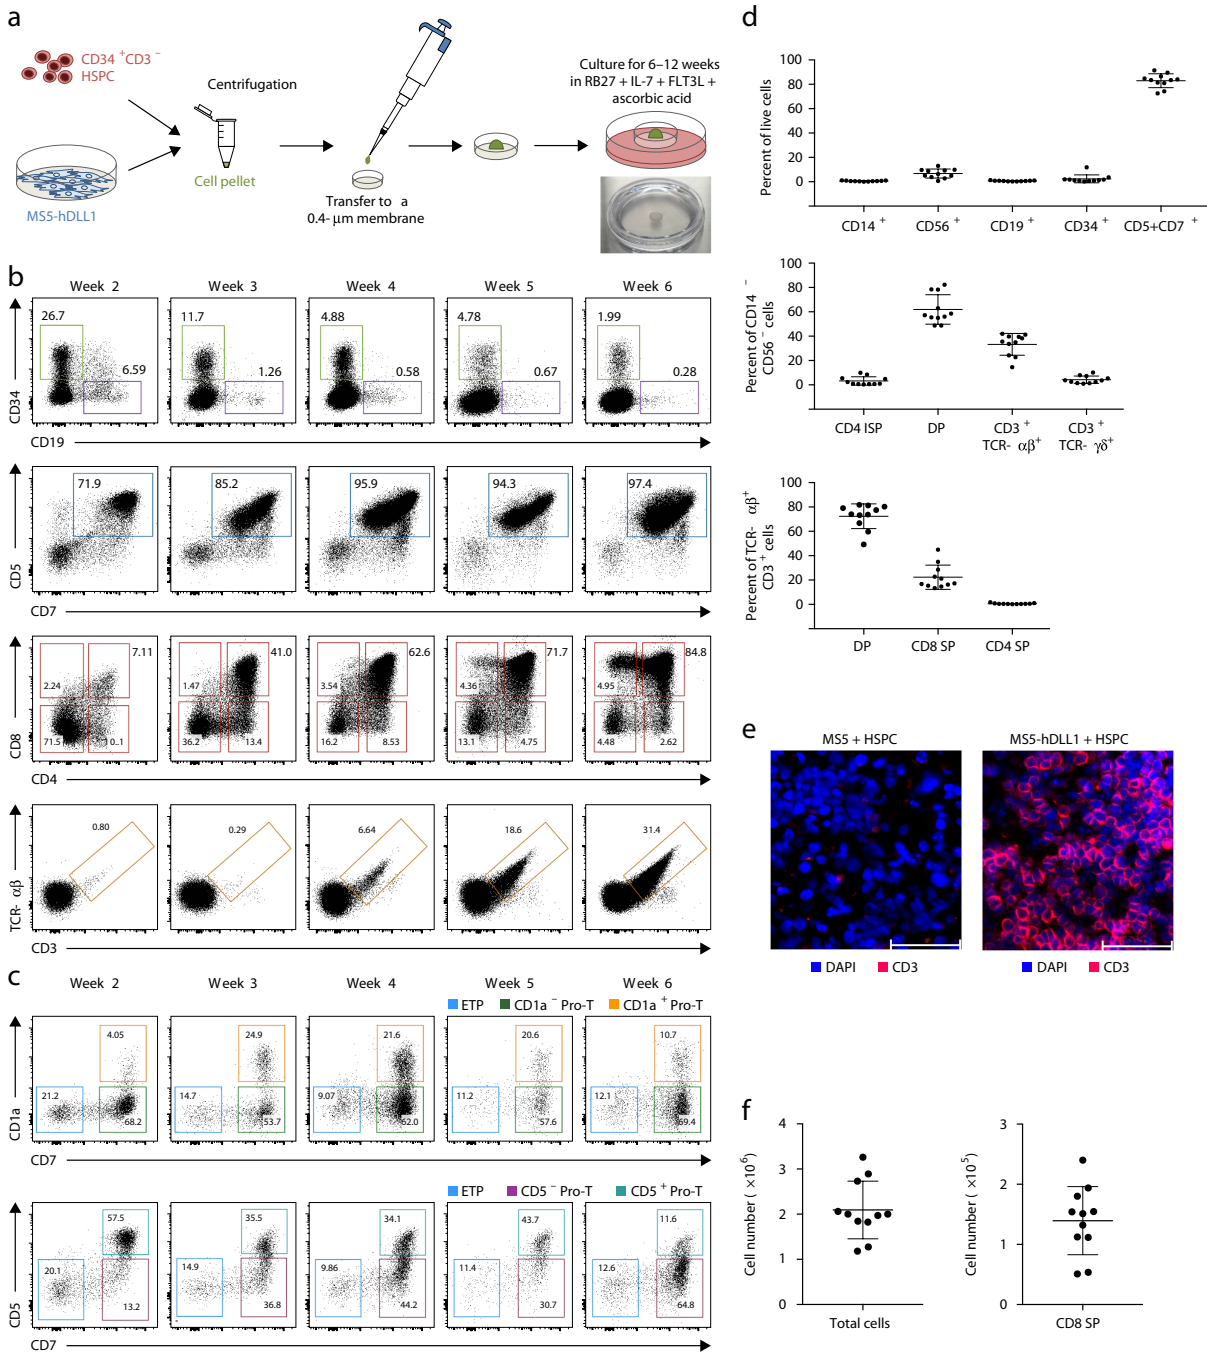 a
CD34 +CD3 −
HSPC
MS5-hDLL1
Centrifugation
Cell pellet
Transfer to a
0.4- μm membrane
Culture for 6–12 weeks
in RB27 + IL-7 + FLT3L +
ascorbic acid
b
Week 2 Week 3 Week 4 Week 5 Week 6
26.7 11.7 4.88 4.78 1.99
6.59 1.26 0.58 0.67 0.28
CD34
CD19
71.9 85.2 95.9 94.3 97.4
CD5
CD7
7.11 41.0 62.6 71.7 84.8
2.24 1.47 3.54 4.36 4.95
71.5 0..1 36.2 13.4 16.2 8.53 13.1 4.75 4.48 2.62
CD8
CD4
0.80 0.29 6.64 18.6 31.4
TCR- αβ
CD3
c
Week 2 Week 3 Week 4 Week 5 Week 6
ETP CD1a − Pro-T CD1a + Pro-T
4.05 24.9 21.6 20.6 10.7
21.2 14.7 9.07 11.2 12.1
68.2 53.7 62.0 57.6 69.4
CD1a
CD7
ETP CD5 − Pro-T CD5 + Pro-T
57.5 35.5 34.1 43.7 11.6
20.1 14.9 9.86 11.4 12.6
13.2 36.8 44.2 30.7 64.8
CD5
CD7
d
Percent of live cells
100
80
60
40
20
0
CD14 + CD56 + CD19 + CD34 + CD5+CD7 +
Percent of CD14 −
CD56 − cells
100
80
60
40
20
0
CD4 ISP DP CD3 + CD3 +
TCR- αβ+ TCR- γδ+
Percent of TCR- αβ+
CD3 + cells
100
80
60
40
20
0
DP CD8 SP CD4 SP
e
MS5 + HSPC MS5-hDLL1 + HSPC
DAPI CD3 DAPI CD3
f
Cell number ( ×10⁶)
4
3
2
1
0
Total cells
Cell number ( ×10⁵)
3
2
1
0
CD8 SP